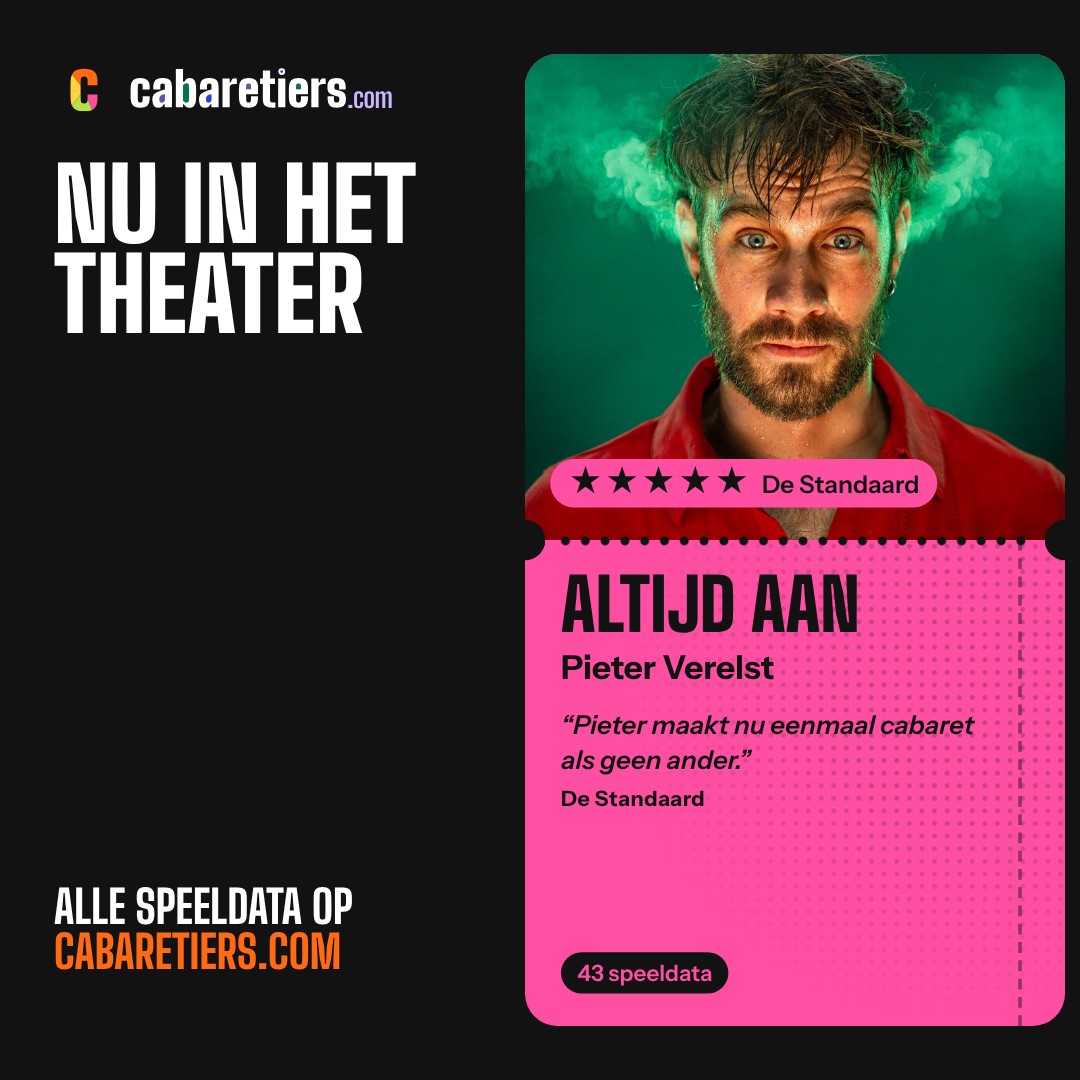 cabaretiers.com
NU IN HET
THEATER
ALLE SPEELDATA OP
CABARETIERS.COM
★★★★★ De Standaard
ALTIJD AAN
Pieter Verelst
“Pieter maakt nu eenmaal cabaret
als geen ander.”
De Standaard
43 speeldata